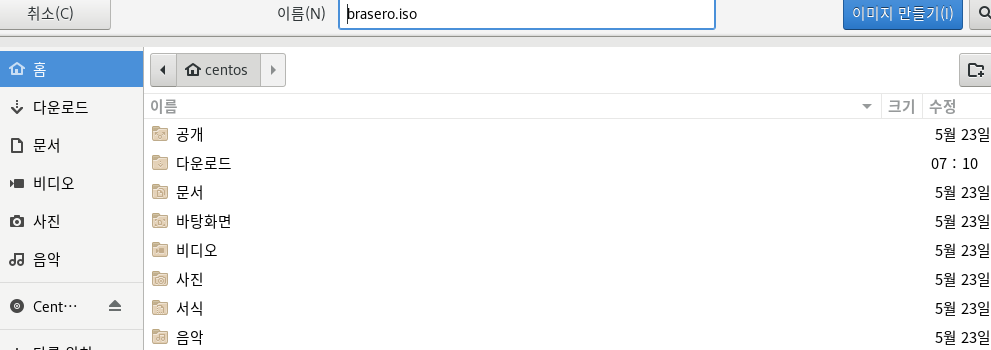 취소(C) 이름(N) brasero.iso 이미지 만들기(I)
홈
다운로드
문서
비디오
사진
음악
Cent…
centos
이름 크기 수정
공개 5월 23일
다운로드 07 : 10
문서 5월 23일
바탕화면 5월 23일
비디오 5월 23일
사진 5월 23일
서식 5월 23일
음악 5월 23일